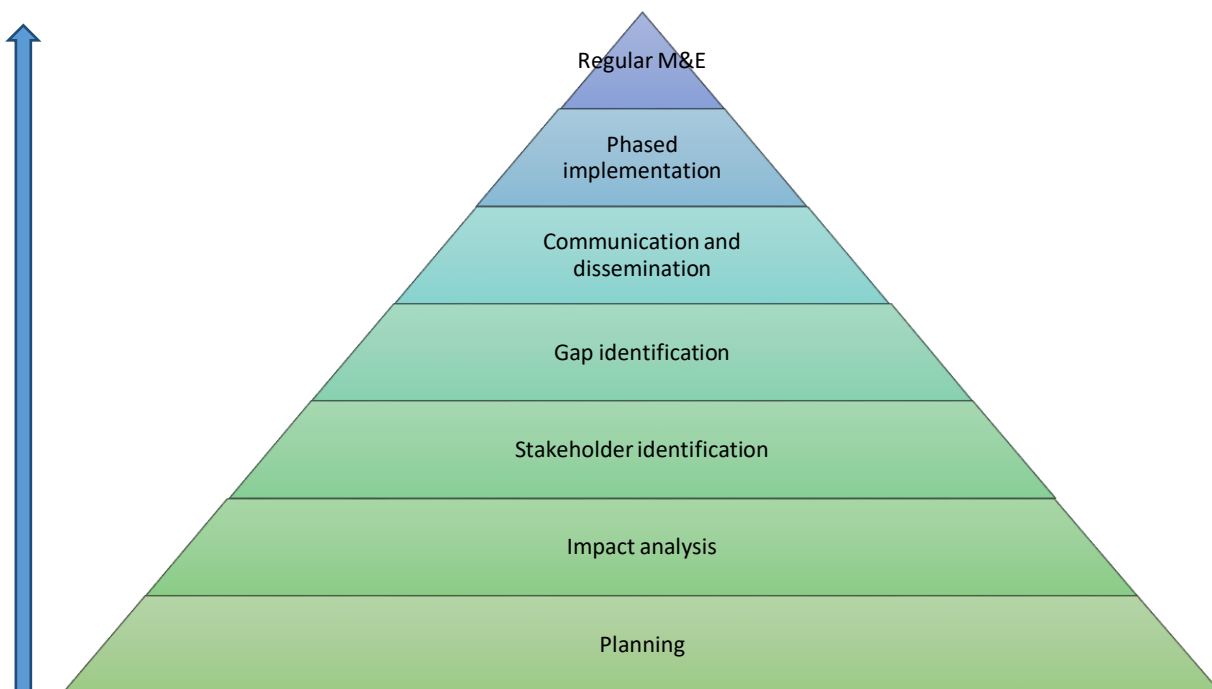 Regular M&E
Phased
implementation
Communication and
dissemination
Gap identification
Stakeholder identification
Impact analysis
Planning